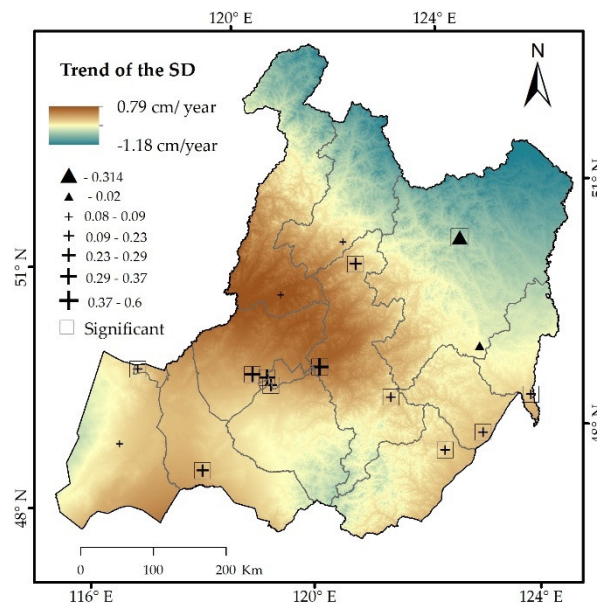 120° E
124° E
N
Trend of the SD
0.79 cm/ year
-1.18 cm/year
- 0.314
- 0.02
0.08 - 0.09
0.09 - 0.23
0.23 - 0.29
0.29 - 0.37
0.37 - 0.6
Significant
51° N
51° N
48° N
48° N
0 100 200 Km
116° E
120° E
124° E